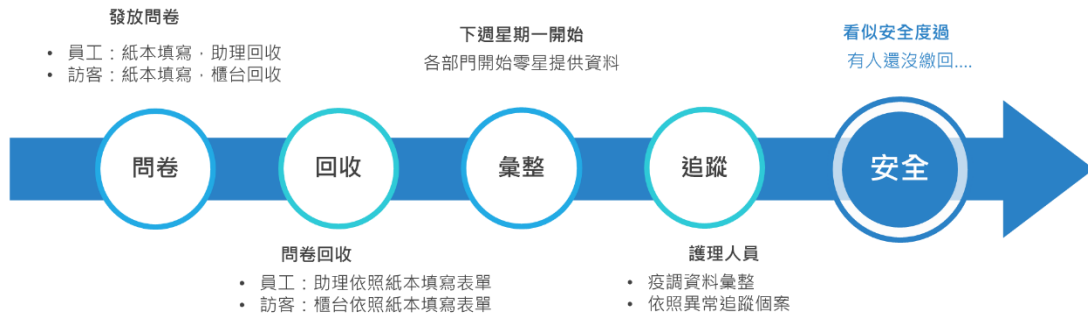 發放問卷
• 員工：紙本填寫，助理回收
• 訪客：紙本填寫，櫃台回收
下週星期一開始
各部門開始零星提供資料
看似安全度過
有人還沒繳回....
問卷
回收
彙整
追蹤
安全
問卷回收
• 員工：助理依照紙本填寫表單
• 訪客：櫃台依照紙本填寫表單
護理人員
• 疫調資料彙整
• 依照異常追蹤個案